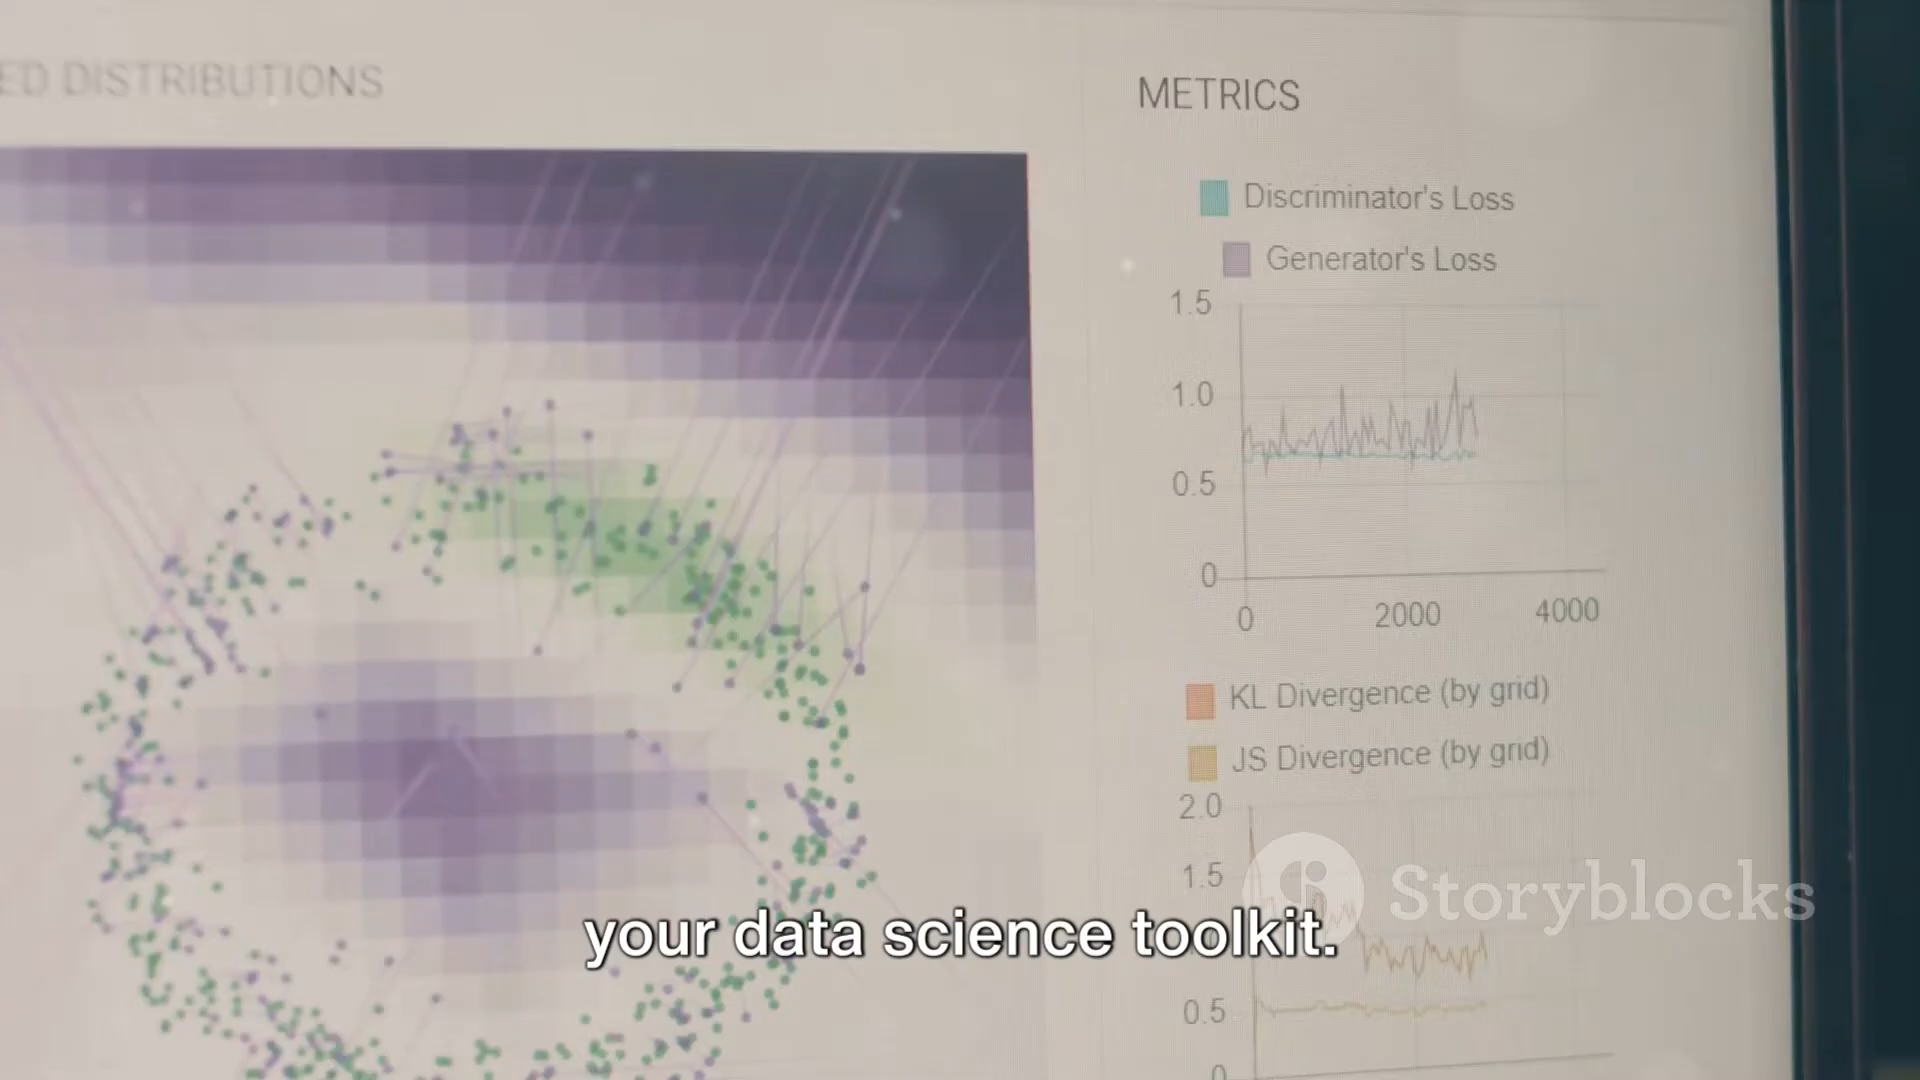 ED DISTRIBUTIONS
METRICS
Discriminator's Loss
Generator's Loss
1.5
1.0
0.5
0
0 2000 4000
KL Divergence (by grid)
JS Divergence (by grid)
2.0
1.5
0.5
0
Storyblocks
your data science toolkit.